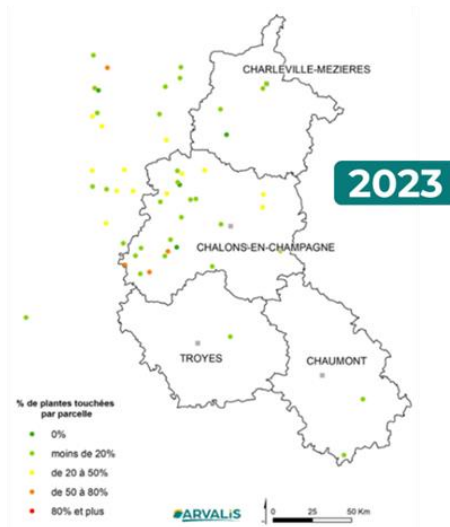 CHARLEVILLE-MEZIERES
2023
CHALONS-EN-CHAMPAGNE
TROYES
CHAUMONT
% de plantes touchées
par parcelle
0%
moins de 20%
de 20 à 50%
de 50 à 80%
80% et plus
ARVALIS
0 25 50 Km